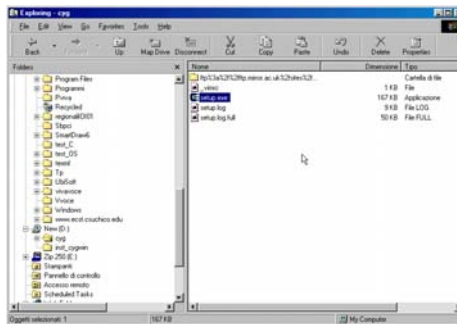 Exploring - cyg
File Edit View Go Favorites Tools Help
Back Forward Up Map Drive Disconnect Cut Copy Paste Undo Delete Properties
Folders
Program Files
Programmi
Recycled
Sbpci
SmartDraw6
test_C
test_OS
texmf
Tp
UbiSoft
vivavoce
Vvoce
Windows
www.ecst.csuchico.edu
New (D:)
cyg
inst_cygwin
Zip 250 (E:)
Stampanti
Pannello di controllo
Accesso remoto
Scheduled Tasks
Name Dimensione Tipo
Cartella di file
1 KB File
setup.exe 167 KB Applicazione
setup.log 9 KB File LOG
setup.log.full 50 KB File FULL
Oggetti selezionati: 1 167 KB My Computer